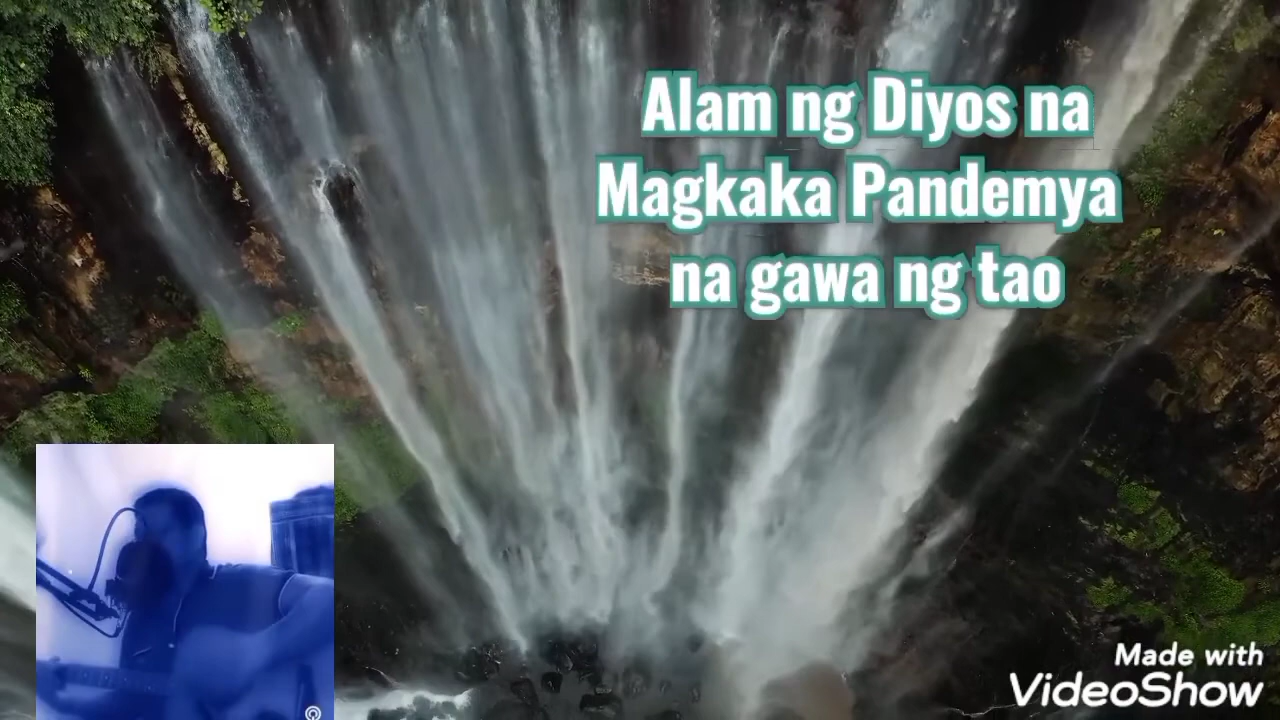 Alam ng Diyos na
Magkaka Pandemya
na gawa ng tao
Made with
VideoShow